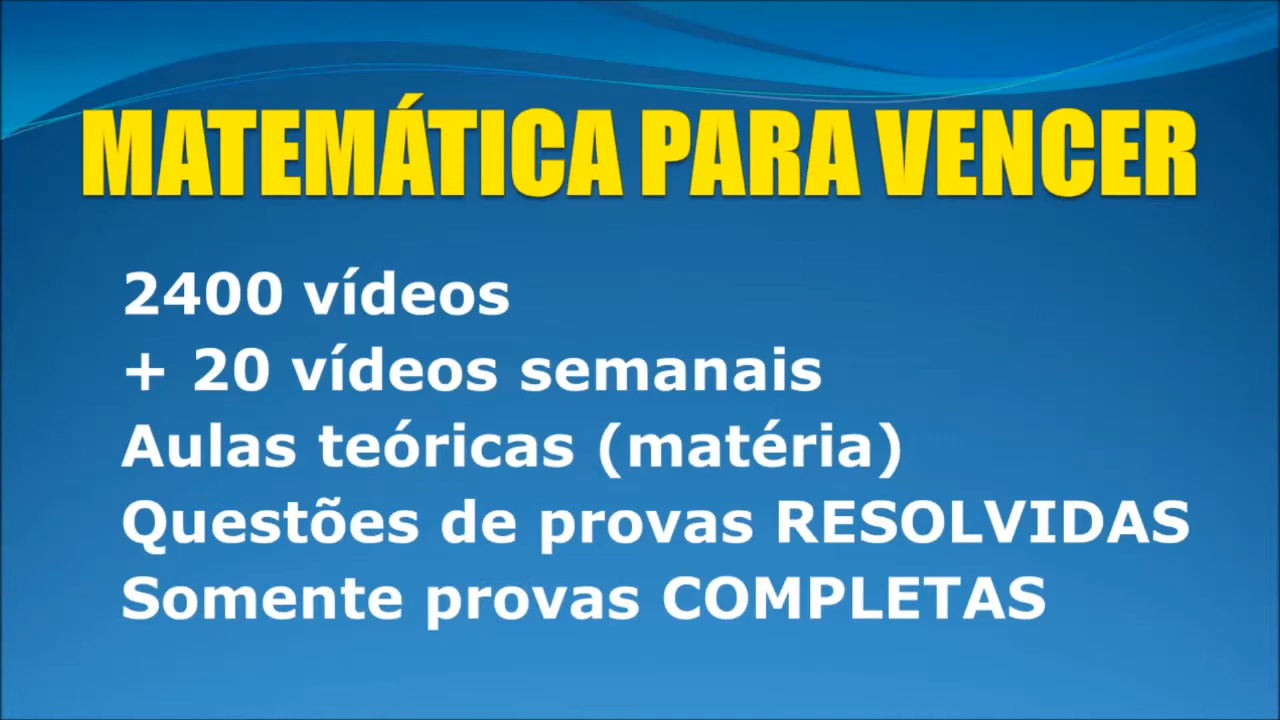 MATEMÁTICA PARA VENCER
2400 vídeos
+ 20 vídeos semanais
Aulas teóricas (matéria)
Questões de provas RESOLVIDAS
Somente provas COMPLETAS